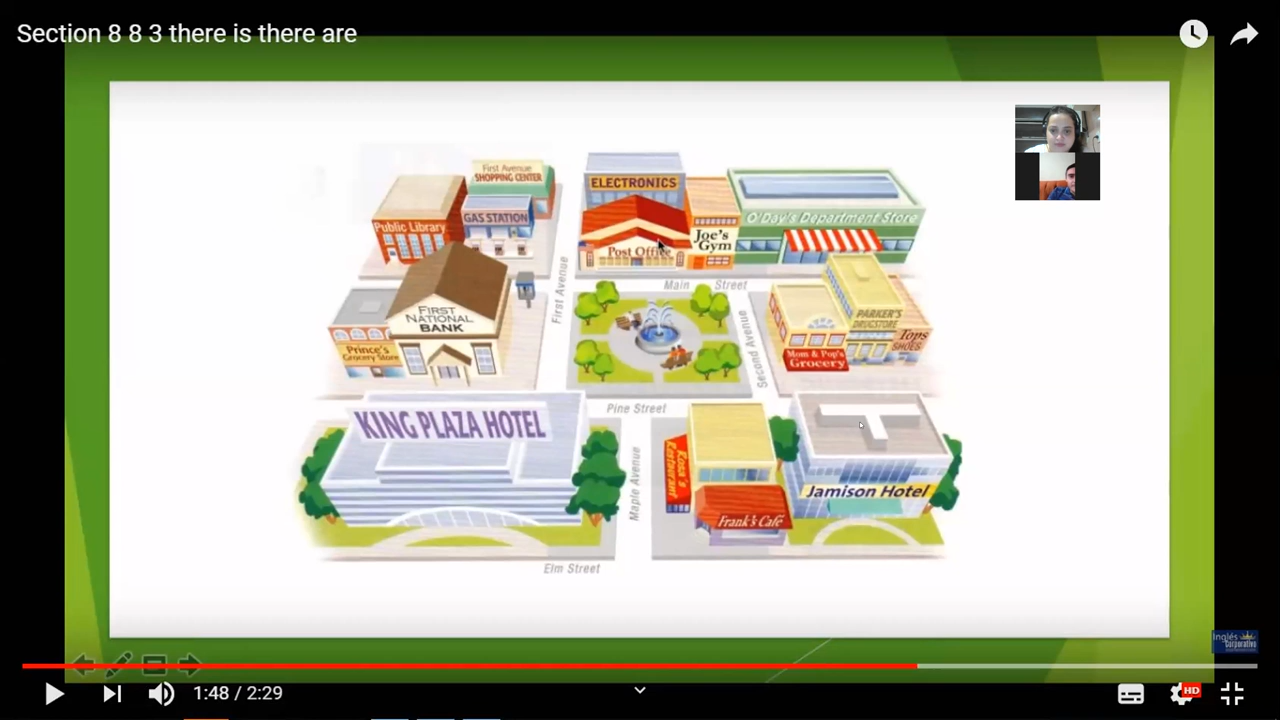 Section 8 8 3 there is there are
First Avenue
SHOPPING CENTER
ELECTRONICS
Public Library
GAS STATION
Post Office
Joe's
Gym
O'Day's Department Store
First Avenue
Main Street
FIRST
NATIONAL
BANK
Prince's
Grocery Store
Second Avenue
PARKER'S
DRUGSTORE
Tops
SHOES
Mom & Pop's
Grocery
KING PLAZA HOTEL
Pine Street
Maple Avenue
Rosa's
Restaurant
Frank's Café
Jamison Hotel
Elm Street
Inglés
Corporativo
1:48 / 2:29
HD